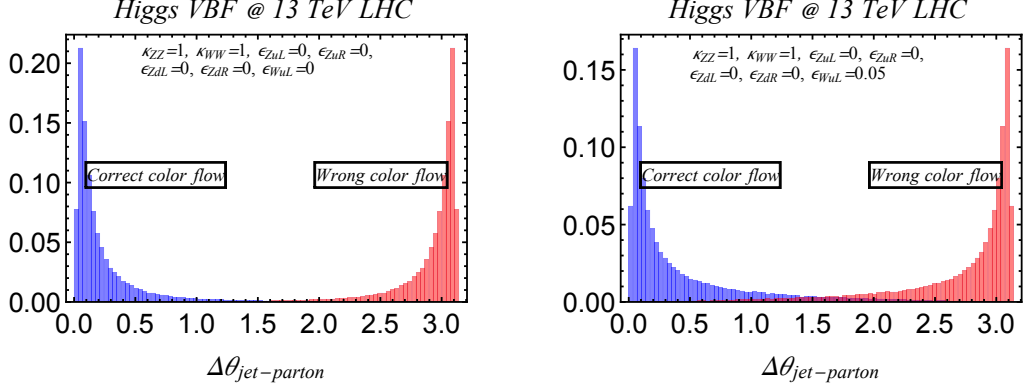 Higgs VBF @ 13 TeV LHC
κZZ=1, κWW=1, ϵZuL=0, ϵZuR=0,
ϵZdL=0, ϵZdR=0, ϵWuL=0
0.20
0.15
0.10
0.05
0.00
Correct color flow
Wrong color flow
0.0 0.5 1.0 1.5 2.0 2.5 3.0
Δθjet−parton
Higgs VBF @ 13 TeV LHC
κZZ=1, κWW=1, ϵZuL=0, ϵZuR=0,
ϵZdL=0, ϵZdR=0, ϵWuL=0.05
0.15
0.10
0.05
0.00
Correct color flow
Wrong color flow
0.0 0.5 1.0 1.5 2.0 2.5 3.0
Δθjet−parton